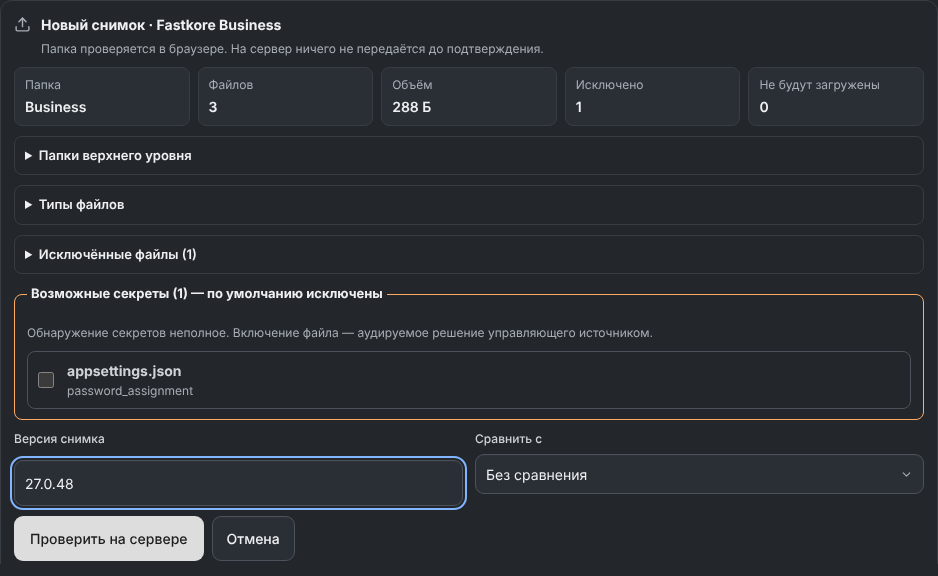 Новый снимок · Fastkore Business
Папка проверяется в браузере. На сервер ничего не передаётся до подтверждения.
Папка
Business
Файлов
3
Объём
288 Б
Исключено
1
Не будут загружены
0
Папки верхнего уровня
Типы файлов
Исключённые файлы (1)
Возможные секреты (1) — по умолчанию исключены
Обнаружение секретов неполное. Включение файла — аудируемое решение управляющего источником.
appsettings.json
password_assignment
Версия снимка
27.0.48
Сравнить с
Без сравнения
Проверить на сервере
Отмена